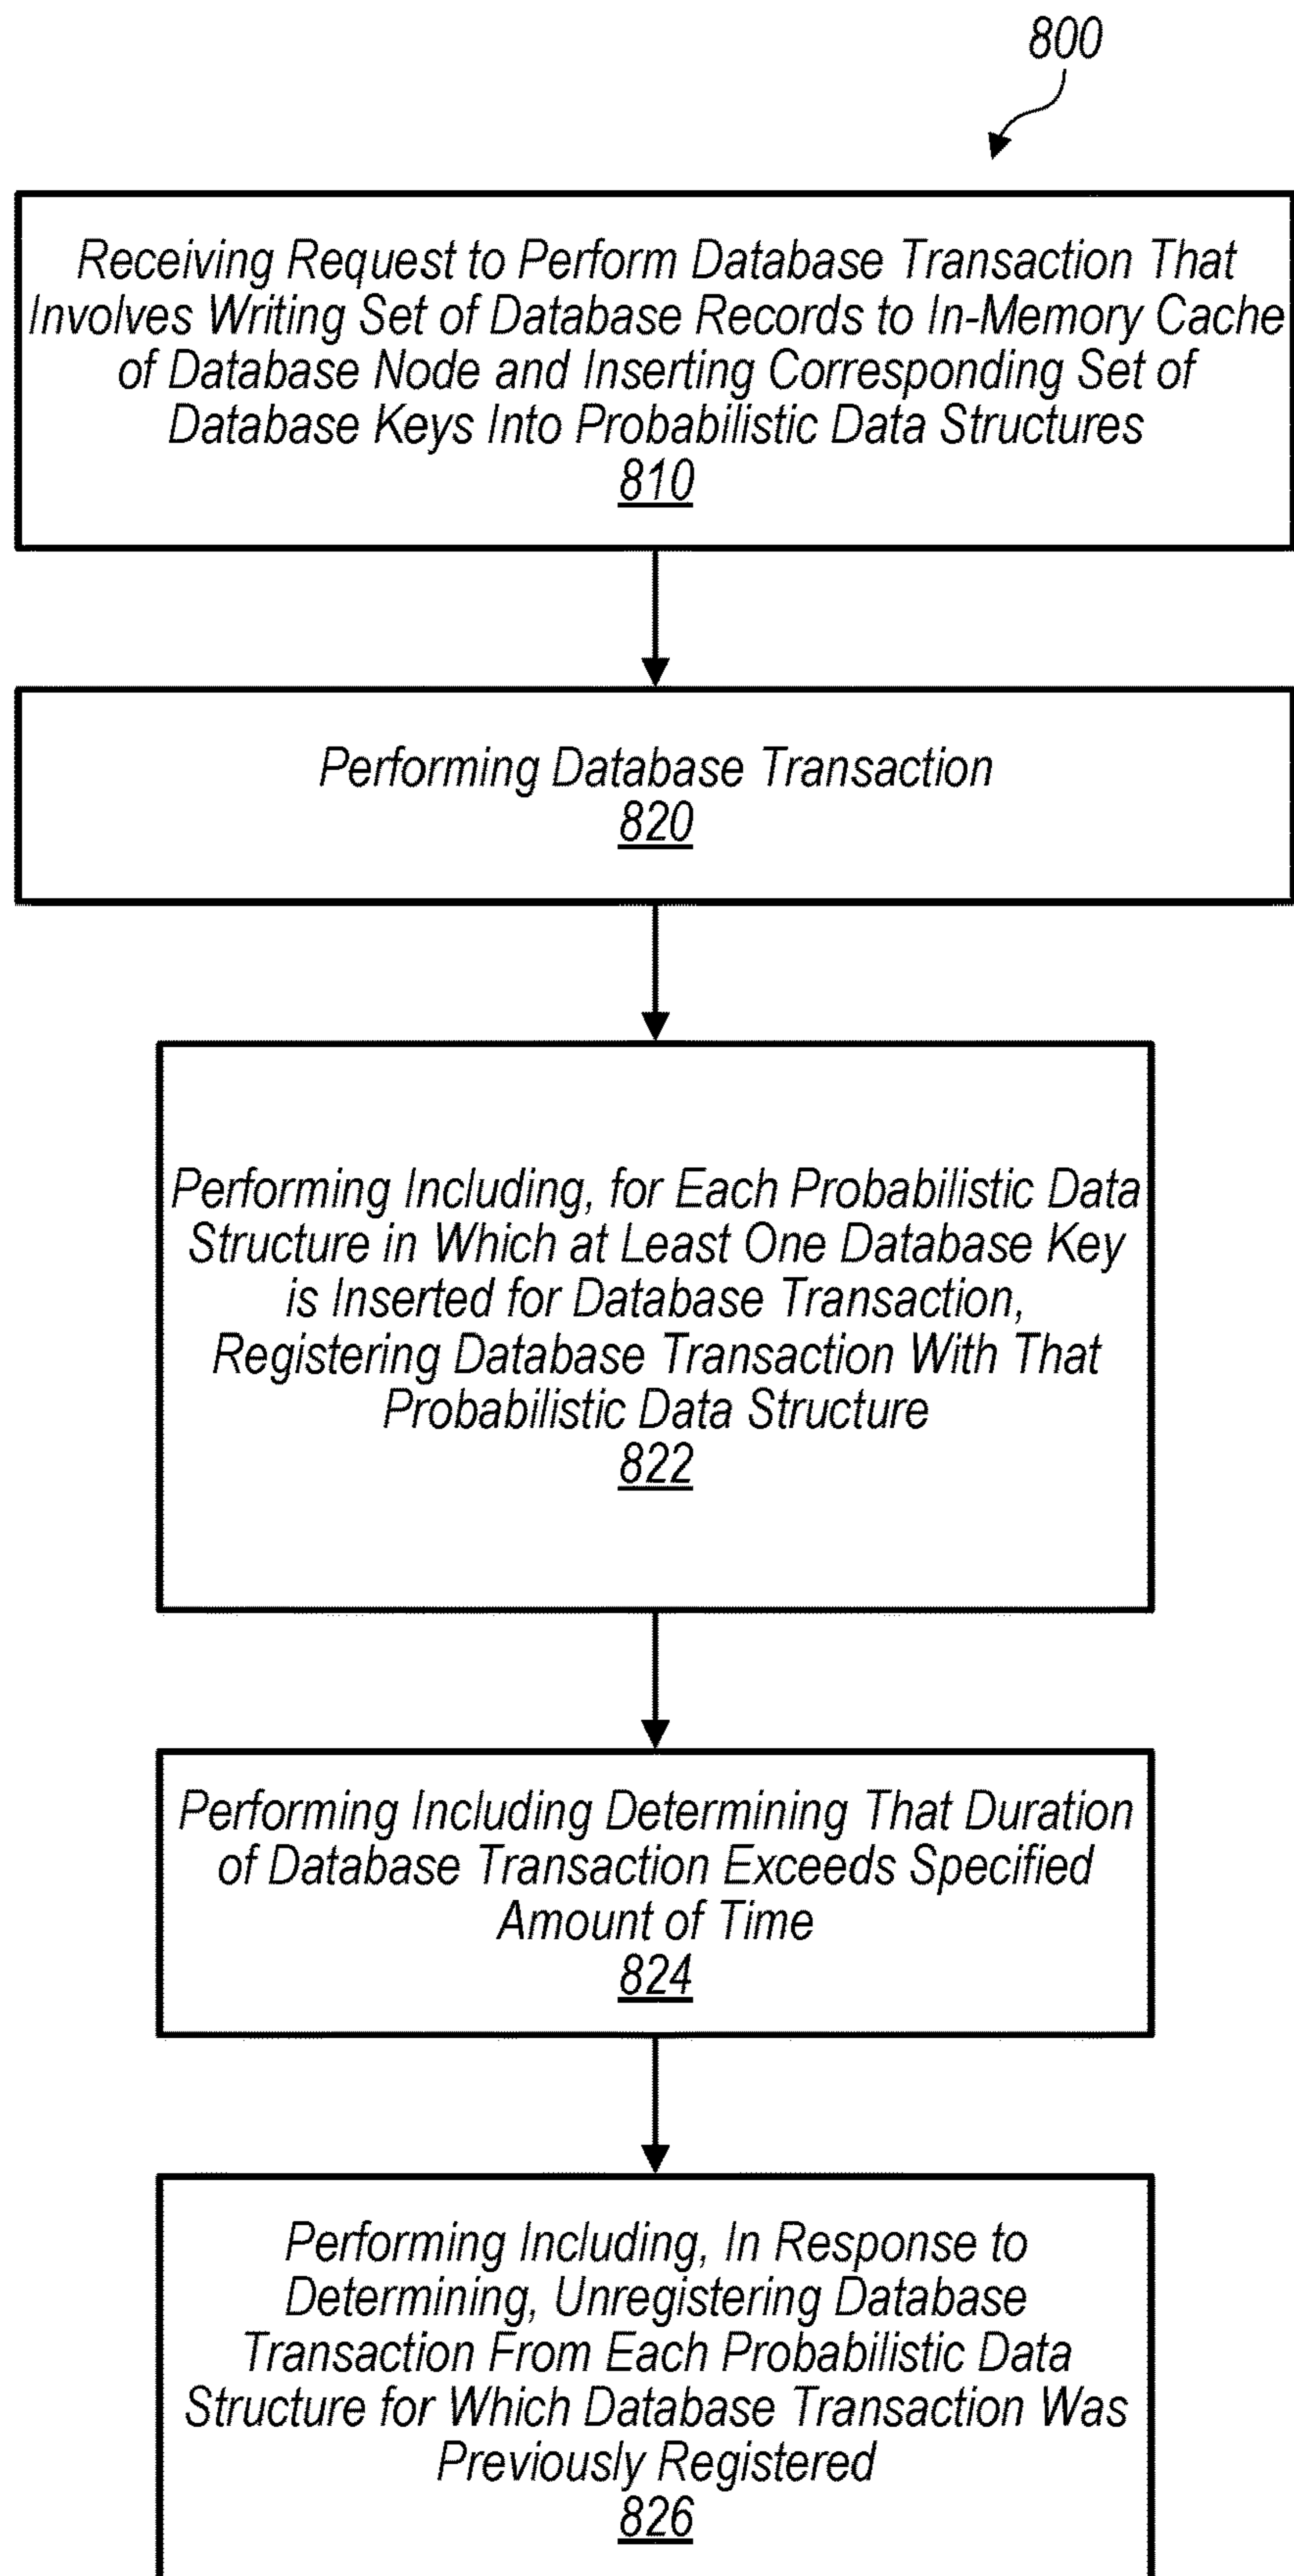 800
Receiving Request to Perform Database Transaction That
Involves Writing Set of Database Records to In-Memory Cache
of Database Node and Inserting Corresponding Set of
Database Keys Into Probabilistic Data Structures
810
Performing Database Transaction
820
Performing Including, for Each Probabilistic Data
Structure in Which at Least One Database Key
is Inserted for Database Transaction,
Registering Database Transaction With That
Probabilistic Data Structure
822
Performing Including Determining That Duration
of Database Transaction Exceeds Specified
Amount of Time
824
Performing Including, In Response to
Determining, Unregistering Database
Transaction From Each Probabilistic Data
Structure for Which Database Transaction Was
Previously Registered
826